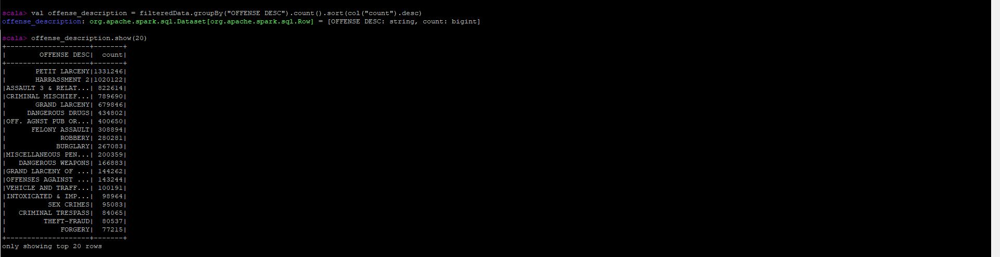 scala> val offense_description = filteredData.groupBy("OFFENSE DESC").count().sort(col("count").desc)
offense_description: org.apache.spark.sql.Dataset[org.apache.spark.sql.Row] = [OFFENSE DESC: string, count: bigint]
scala> offense_description.show(20)
+--------------------+-------+
|        OFFENSE DESC|  count|
+--------------------+-------+
|       PETIT LARCENY|1331246|
|       HARRASSMENT 2|1020122|
|ASSAULT 3 & RELAT...| 822614|
|CRIMINAL MISCHIEF...| 789690|
|       GRAND LARCENY| 679846|
|     DANGEROUS DRUGS| 434802|
|OFF. AGNST PUB OR...| 400650|
|      FELONY ASSAULT| 308894|
|             ROBBERY| 280281|
|            BURGLARY| 267083|
|MISCELLANEOUS PEN...| 200359|
|   DANGEROUS WEAPONS| 166883|
|GRAND LARCENY OF ...| 144262|
|OFFENSES AGAINST ...| 143244|
|VEHICLE AND TRAFF...| 100191|
|INTOXICATED & IMP...|  98964|
|          SEX CRIMES|  95083|
|   CRIMINAL TRESPASS|  84065|
|         THEFT-FRAUD|  80537|
|             FORGERY|  77215|
+--------------------+-------+
only showing top 20 rows